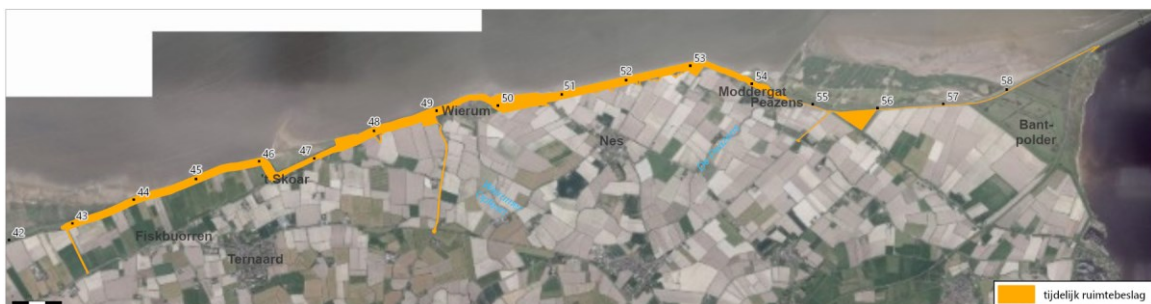 53
58
52
54
51
Moddergat
57
50
Peazens
55
56
49
Wierum
Bant-
polder
48
Nes
46
47
45
't Skoar
44
43
42
Fiskbuorren
Ternaard
tijdelijk ruimtebeslag